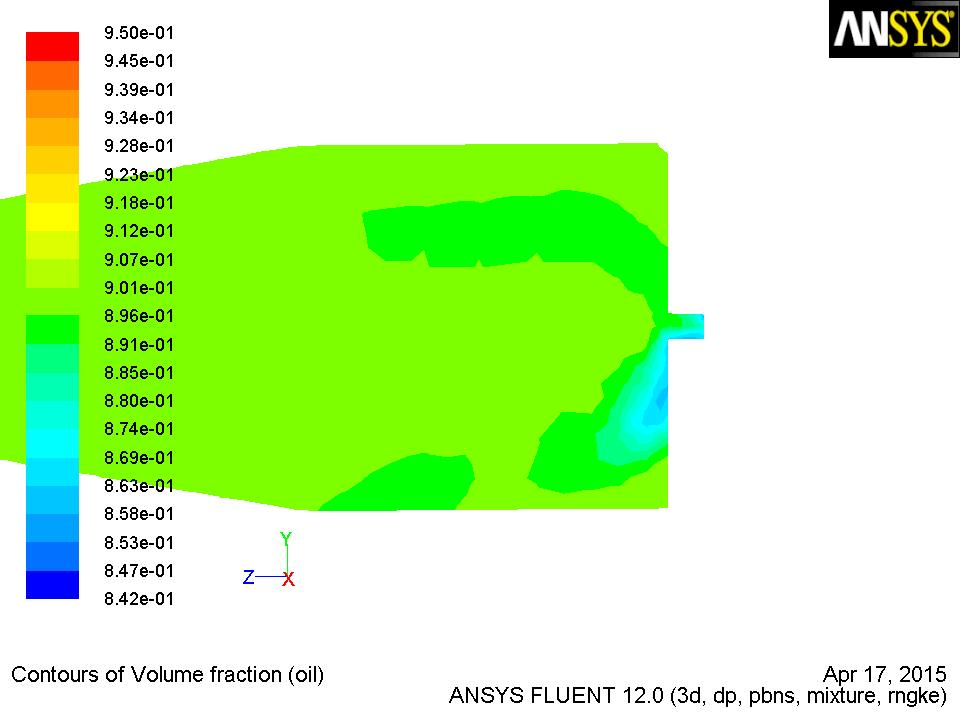 ANSYS
9.50e-01
9.45e-01
9.39e-01
9.34e-01
9.28e-01
9.23e-01
9.18e-01
9.12e-01
9.07e-01
9.01e-01
8.96e-01
8.91e-01
8.85e-01
8.80e-01
8.74e-01
8.69e-01
8.63e-01
8.58e-01
8.53e-01
8.47e-01
8.42e-01
Y
Z
X
Contours of Volume fraction (oil)
Apr 17, 2015
ANSYS FLUENT 12.0 (3d, dp, pbns, mixture, rngke)